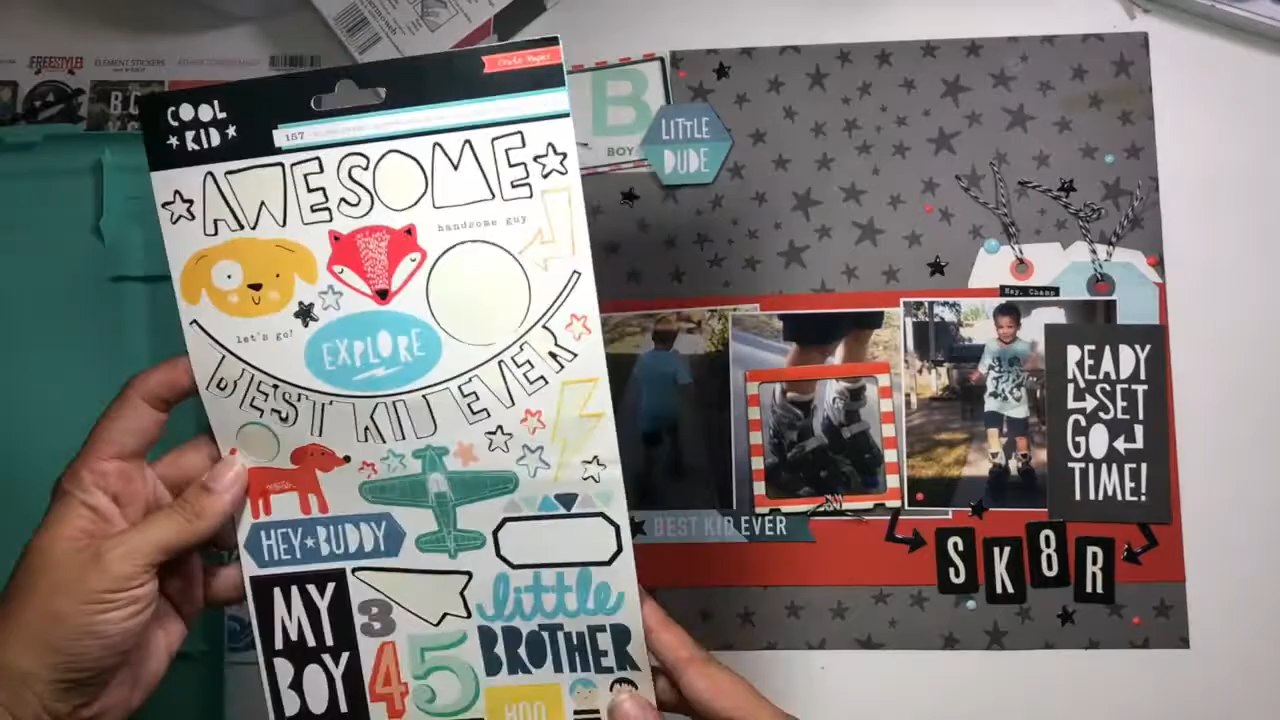 FREESTYLE!
ELEMENT STICKERS
COOL
KID
Crate Paper
157
AWESOME
handsome guy
let's go!
EXPLORE
BEST KID EVER
HEY BUDDY
MY
BOY
3
4
5
little
BROTHER
B
BOY
LITTLE
DUDE
Hey, Champ
READY
SET
GO
TIME!
BEST KID EVER
SK8R